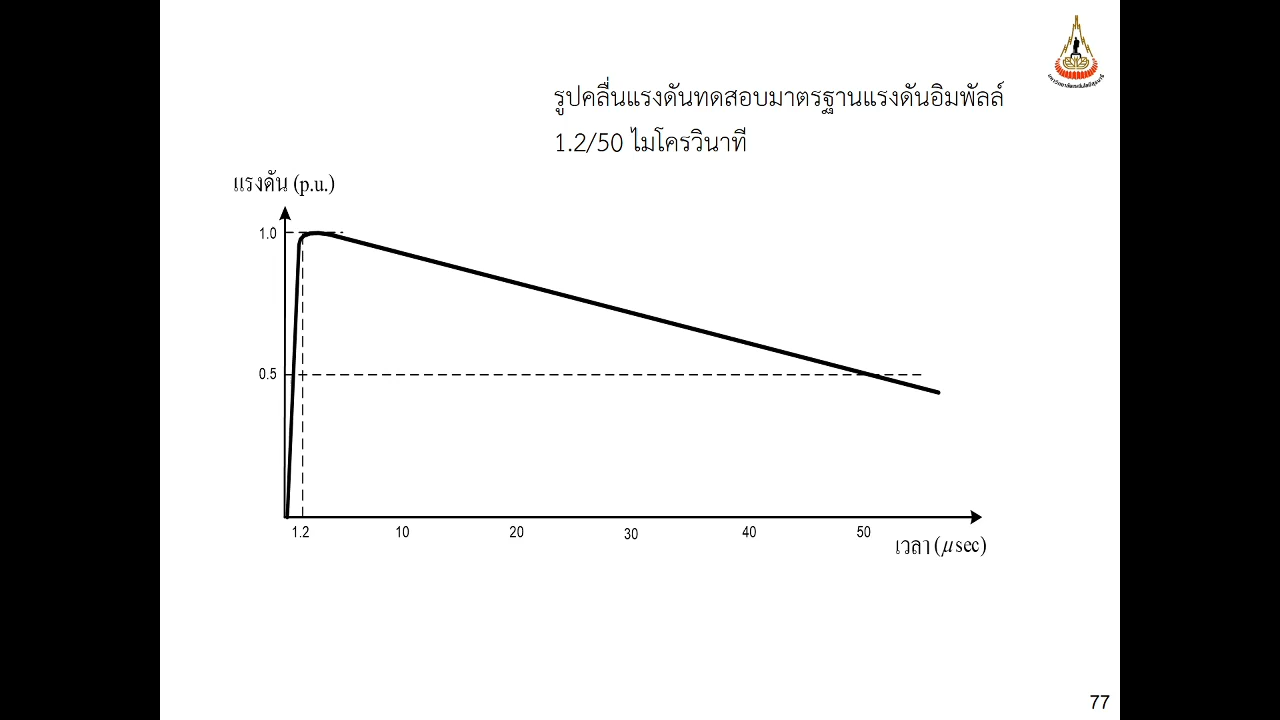 รูปคลื่นแรงดันทดสอบมาตรฐานแรงดันอิมพัลล์
1.2/50 ไมโครวินาที
แรงดัน (p.u.)
1.0
0.5
1.2 10 20 30 40 50
เวลา (μsec)
77